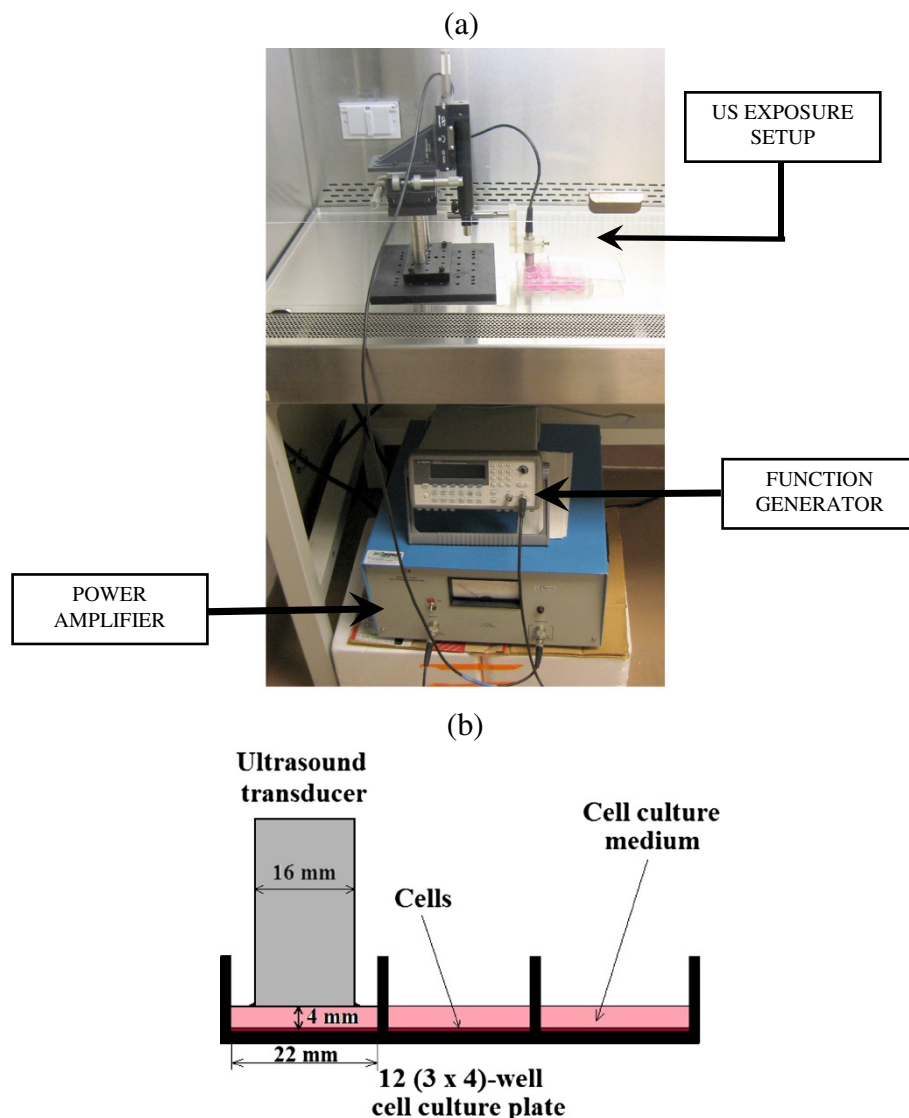 (a)
US EXPOSURE
SETUP
FUNCTION
GENERATOR
POWER
AMPLIFIER
(b)
Ultrasound
transducer
Cell culture
medium
16 mm
Cells
4 mm
22 mm
12 (3 x 4)-well
cell culture plate